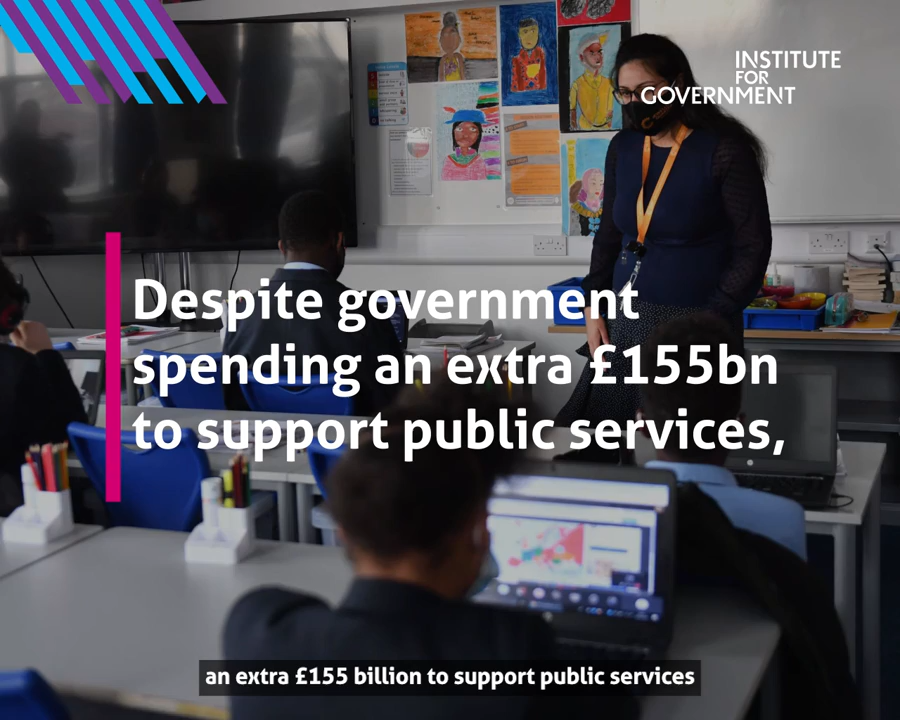 INSTITUTE
FOR
GOVERNMENT
Despite government
spending an extra £155bn
to support public services,
an extra £155 billion to support public services